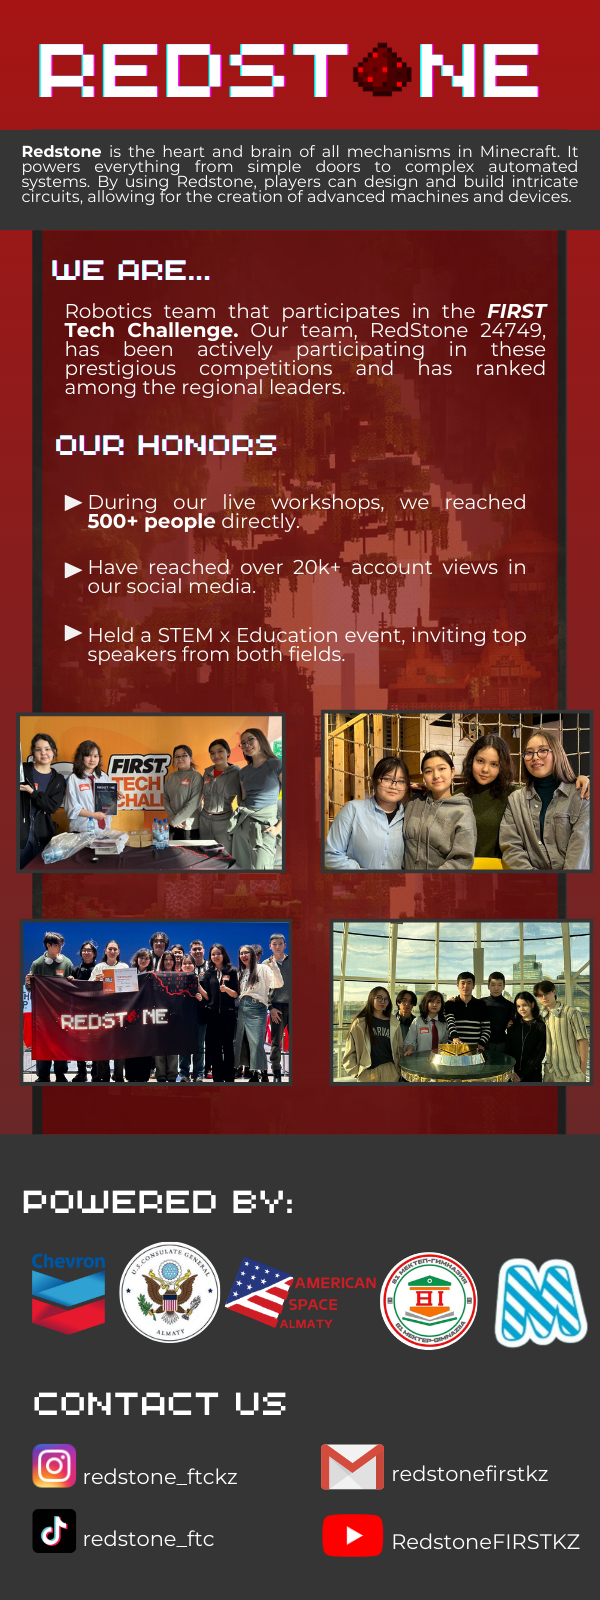 REDSTONE
Redstone is the heart and brain of all mechanisms in Minecraft. It
powers everything from simple doors to complex automated
systems. By using Redstone, players can design and build intricate
circuits, allowing for the creation of advanced machines and devices.
WE ARE...
Robotics team that participates in the FIRST
Tech Challenge. Our team, RedStone 24749,
has been actively participating in these
prestigious competitions and has ranked
among the regional leaders.
OUR HONORS
During our live workshops, we reached
500+ people directly.
Have reached over 20k+ account views in
our social media.
Held a STEM x Education event, inviting top
speakers from both fields.
FIRST
TECH
CHALL
REDSTONE
POWERED BY:
Chevron
U.S. CONSULATE GENERAL
ALMATY
AMERICAN
SPACE
ALMATY
МЕКТЕП-ГИМНАЗИЯ
M
CONTACT US
redstone_ftckz
redstonefirstkz
redstone_ftc
RedstoneFIRSTKZ